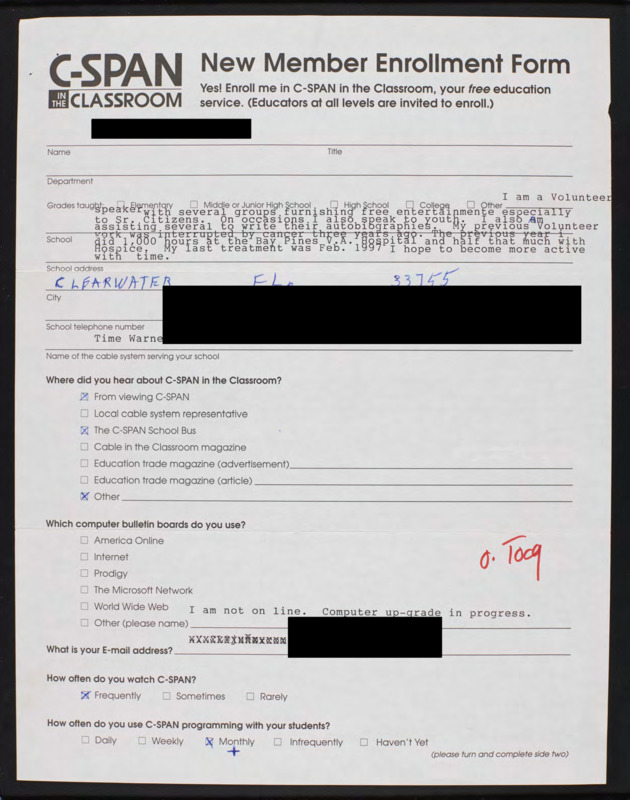 C-SPAN
IN THE CLASSROOM
New Member Enrollment Form
Yes! Enroll me in C-SPAN in the Classroom, your free education
service. (Educators at all levels are invited to enroll.)
Name Title
Department
I am a Volunteer
Grades taught: ☐ Elementary ☐ Middle or Junior High School ☐ High School ☐ College ☐ Other
speaker with several groups furnishing free entertainmente especially
to Sr. Citizens. On occasions I also speak to youth. I also am
assisting several to write their autobiographies. My previous Volunteer
work was interrupted by cancer three years ago. The previous year i
School
did 1,000 hours at the Bay Pines V.A. Hospital and half that much with
Hospice. My last treatment was Feb. 1997 I hope to become more active
with time.
School address
CLEARWATER FL. 33755
City
School telephone number
Time Warne
Name of the cable system serving your school
Where did you hear about C-SPAN in the Classroom?
☒ From viewing C-SPAN
☐ Local cable system representative
☒ The C-SPAN School Bus
☐ Cable in the Classroom magazine
☐ Education trade magazine (advertisement)
☐ Education trade magazine (article)
☒ Other
Which computer bulletin boards do you use?
☐ America Online
☐ Internet
O. Tocq
☐ Prodigy
☐ The Microsoft Network
☐ World Wide Web I am not on line. Computer up-grade in progress.
☐ Other (please name)
What is your E-mail address?
How often do you watch C-SPAN?
☒ Frequently ☐ Sometimes ☐ Rarely
How often do you use C-SPAN programming with your students?
☐ Daily ☐ Weekly ☒ Monthly ☐ Infrequently ☐ Haven't Yet
+
(please turn and complete side two)